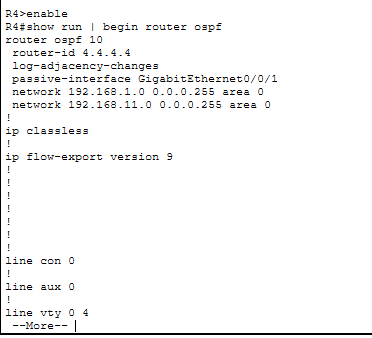 R4>enable
R4#show run | begin router ospf
router ospf 10
 router-id 4.4.4.4
 log-adjacency-changes
 passive-interface GigabitEthernet0/0/1
 network 192.168.1.0 0.0.0.255 area 0
 network 192.168.11.0 0.0.0.255 area 0
!
ip classless
!
ip flow-export version 9
!
!
!
!
!
!
!
line con 0
!
line aux 0
!
line vty 0 4
 --More--